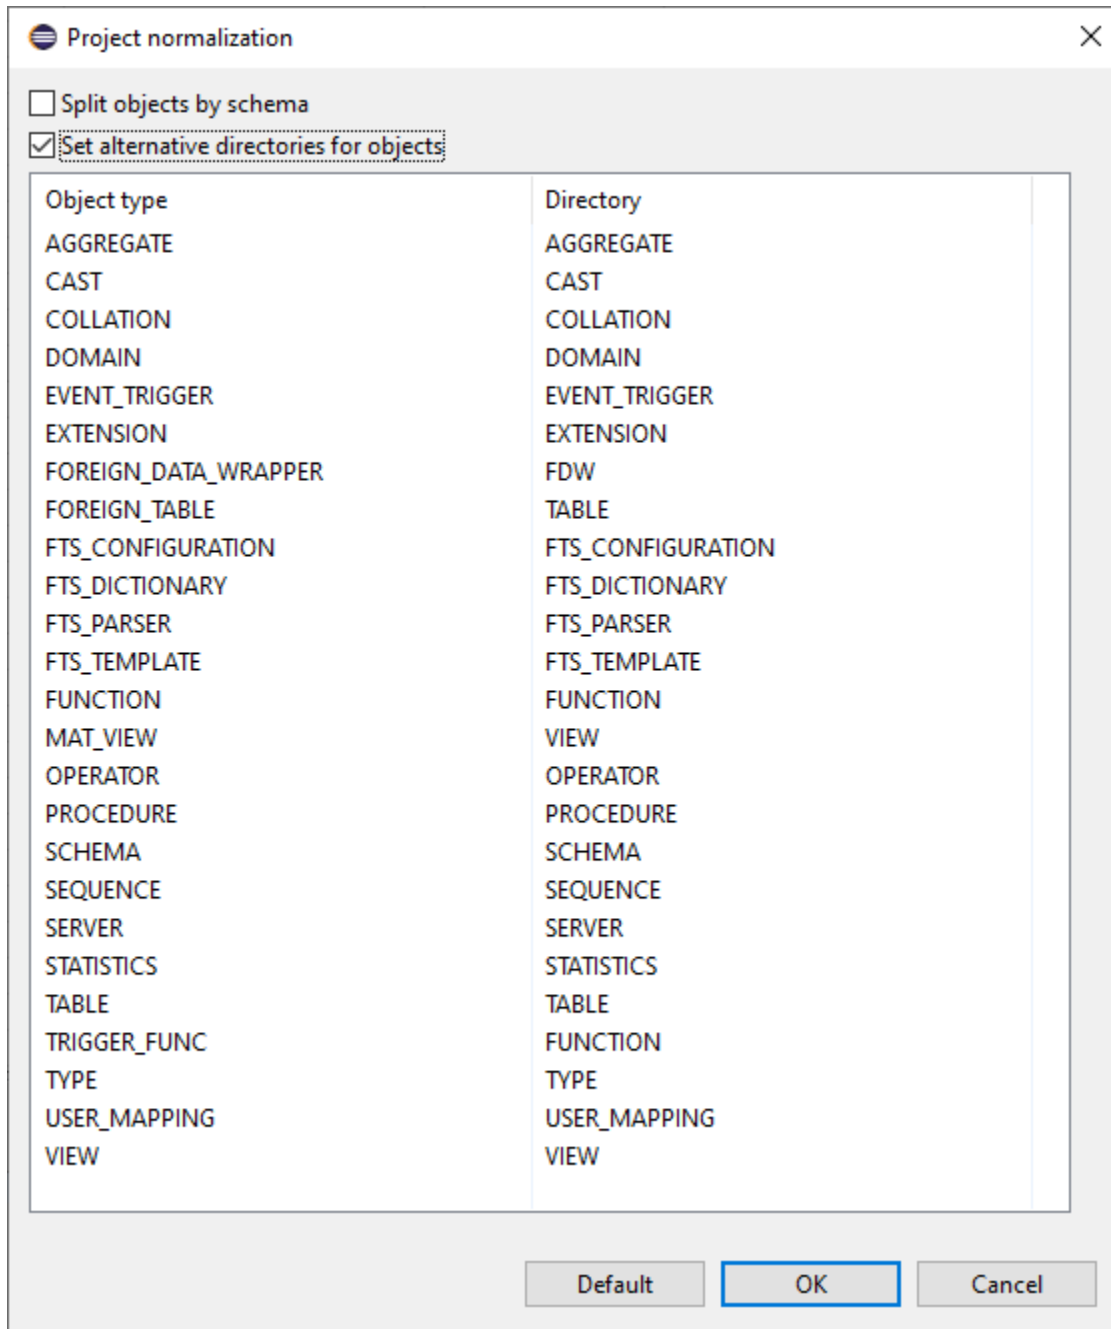 Project normalization
Split objects by schema
Set alternative directories for objects
Object type Directory
AGGREGATE AGGREGATE
CAST CAST
COLLATION COLLATION
DOMAIN DOMAIN
EVENT_TRIGGER EVENT_TRIGGER
EXTENSION EXTENSION
FOREIGN_DATA_WRAPPER FDW
FOREIGN_TABLE TABLE
FTS_CONFIGURATION FTS_CONFIGURATION
FTS_DICTIONARY FTS_DICTIONARY
FTS_PARSER FTS_PARSER
FTS_TEMPLATE FTS_TEMPLATE
FUNCTION FUNCTION
MAT_VIEW VIEW
OPERATOR OPERATOR
PROCEDURE PROCEDURE
SCHEMA SCHEMA
SEQUENCE SEQUENCE
SERVER SERVER
STATISTICS STATISTICS
TABLE TABLE
TRIGGER_FUNC FUNCTION
TYPE TYPE
USER_MAPPING USER_MAPPING
VIEW VIEW
Default OK Cancel